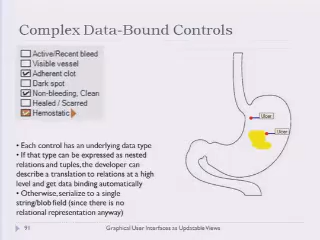 Complex Data-Bound Controls
Active/Recent bleed
Visible vessel
Adherent clot
Dark spot
Non-bleeding, Clean
Healed / Scarred
Hemostatic
Ulcer
Ulcer
• Each control has an underlying data type
• If that type can be expressed as nested
relations and tuples, the developer can
describe a translation to relations at a high
level and get data binding automatically
• Otherwise, serialize to a single
string/blob field (since there is no
relational representation anyway)
91
Graphical User Interfaces as Updatable Views